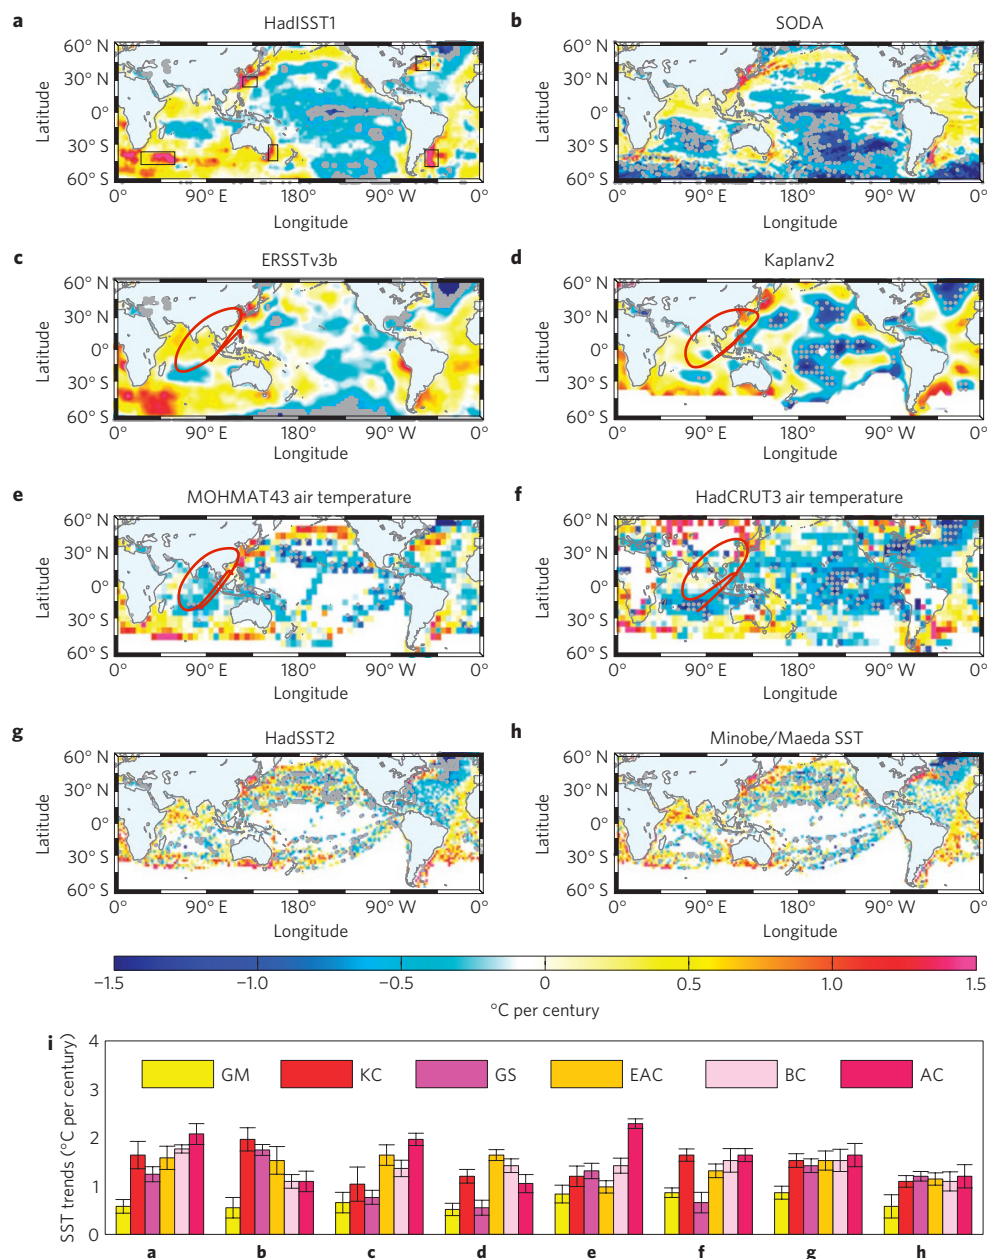 a HadISST1
60° N
30° N
0°
30° S
60° S
Latitude
0° 90° E 180° 90° W 0°
Longitude
b SODA
60° N
30° N
0°
30° S
60° S
Latitude
0° 90° E 180° 90° W 0°
Longitude
c ERSSTv3b
60° N
30° N
0°
30° S
60° S
Latitude
0° 90° E 180° 90° W 0°
Longitude
d Kaplanv2
60° N
30° N
0°
30° S
60° S
Latitude
0° 90° E 180° 90° W 0°
Longitude
e MOHMAT43 air temperature
60° N
30° N
0°
30° S
60° S
Latitude
0° 90° E 180° 90° W 0°
Longitude
f HadCRUT3 air temperature
60° N
30° N
0°
30° S
60° S
Latitude
0° 90° E 180° 90° W 0°
Longitude
g HadSST2
60° N
30° N
0°
30° S
60° S
Latitude
0° 90° E 180° 90° W 0°
Longitude
h Minobe/Maeda SST
60° N
30° N
0°
30° S
60° S
Latitude
0° 90° E 180° 90° W 0°
Longitude
−1.5 −1.0 −0.5 0 0.5 1.0 1.5
°C per century
i
SST trends (°C per century)
4
3
2
1
0
GM KC GS EAC BC AC
a b c d e f g h